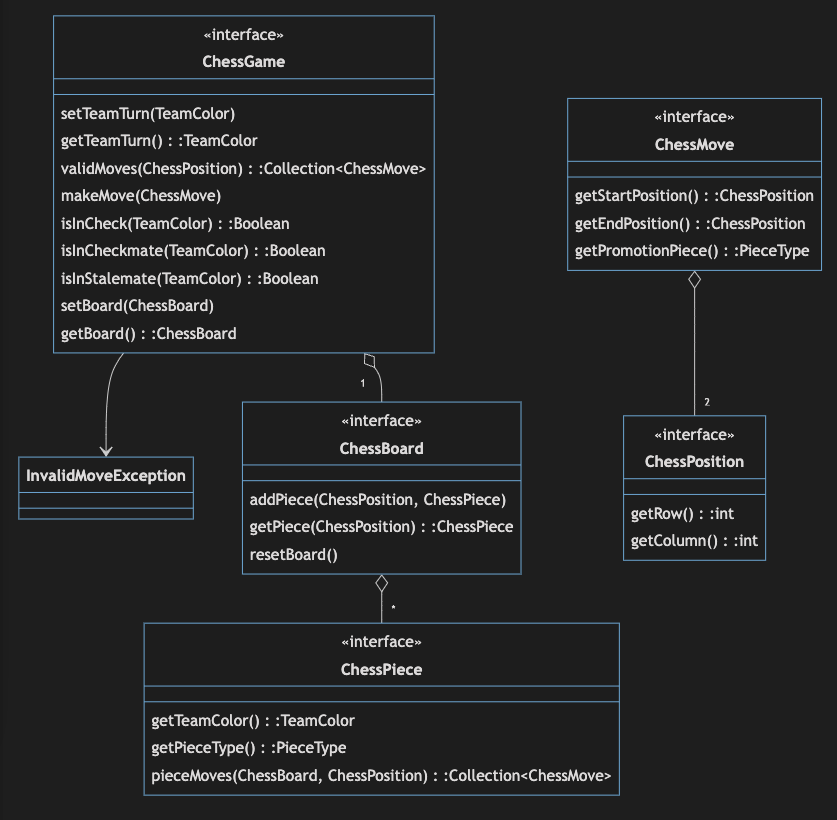 «interface»
ChessGame
setTeamTurn(TeamColor)
getTeamTurn() : :TeamColor
validMoves(ChessPosition) : :Collection<ChessMove>
makeMove(ChessMove)
isInCheck(TeamColor) : :Boolean
isInCheckmate(TeamColor) : :Boolean
isInStalemate(TeamColor) : :Boolean
setBoard(ChessBoard)
getBoard() : :ChessBoard
«interface»
ChessMove
getStartPosition() : :ChessPosition
getEndPosition() : :ChessPosition
getPromotionPiece() : :PieceType
1
2
InvalidMoveException
«interface»
ChessBoard
addPiece(ChessPosition, ChessPiece)
getPiece(ChessPosition) : :ChessPiece
resetBoard()
«interface»
ChessPosition
getRow() : :int
getColumn() : :int
*
«interface»
ChessPiece
getTeamColor() : :TeamColor
getPieceType() : :PieceType
pieceMoves(ChessBoard, ChessPosition) : :Collection<ChessMove>